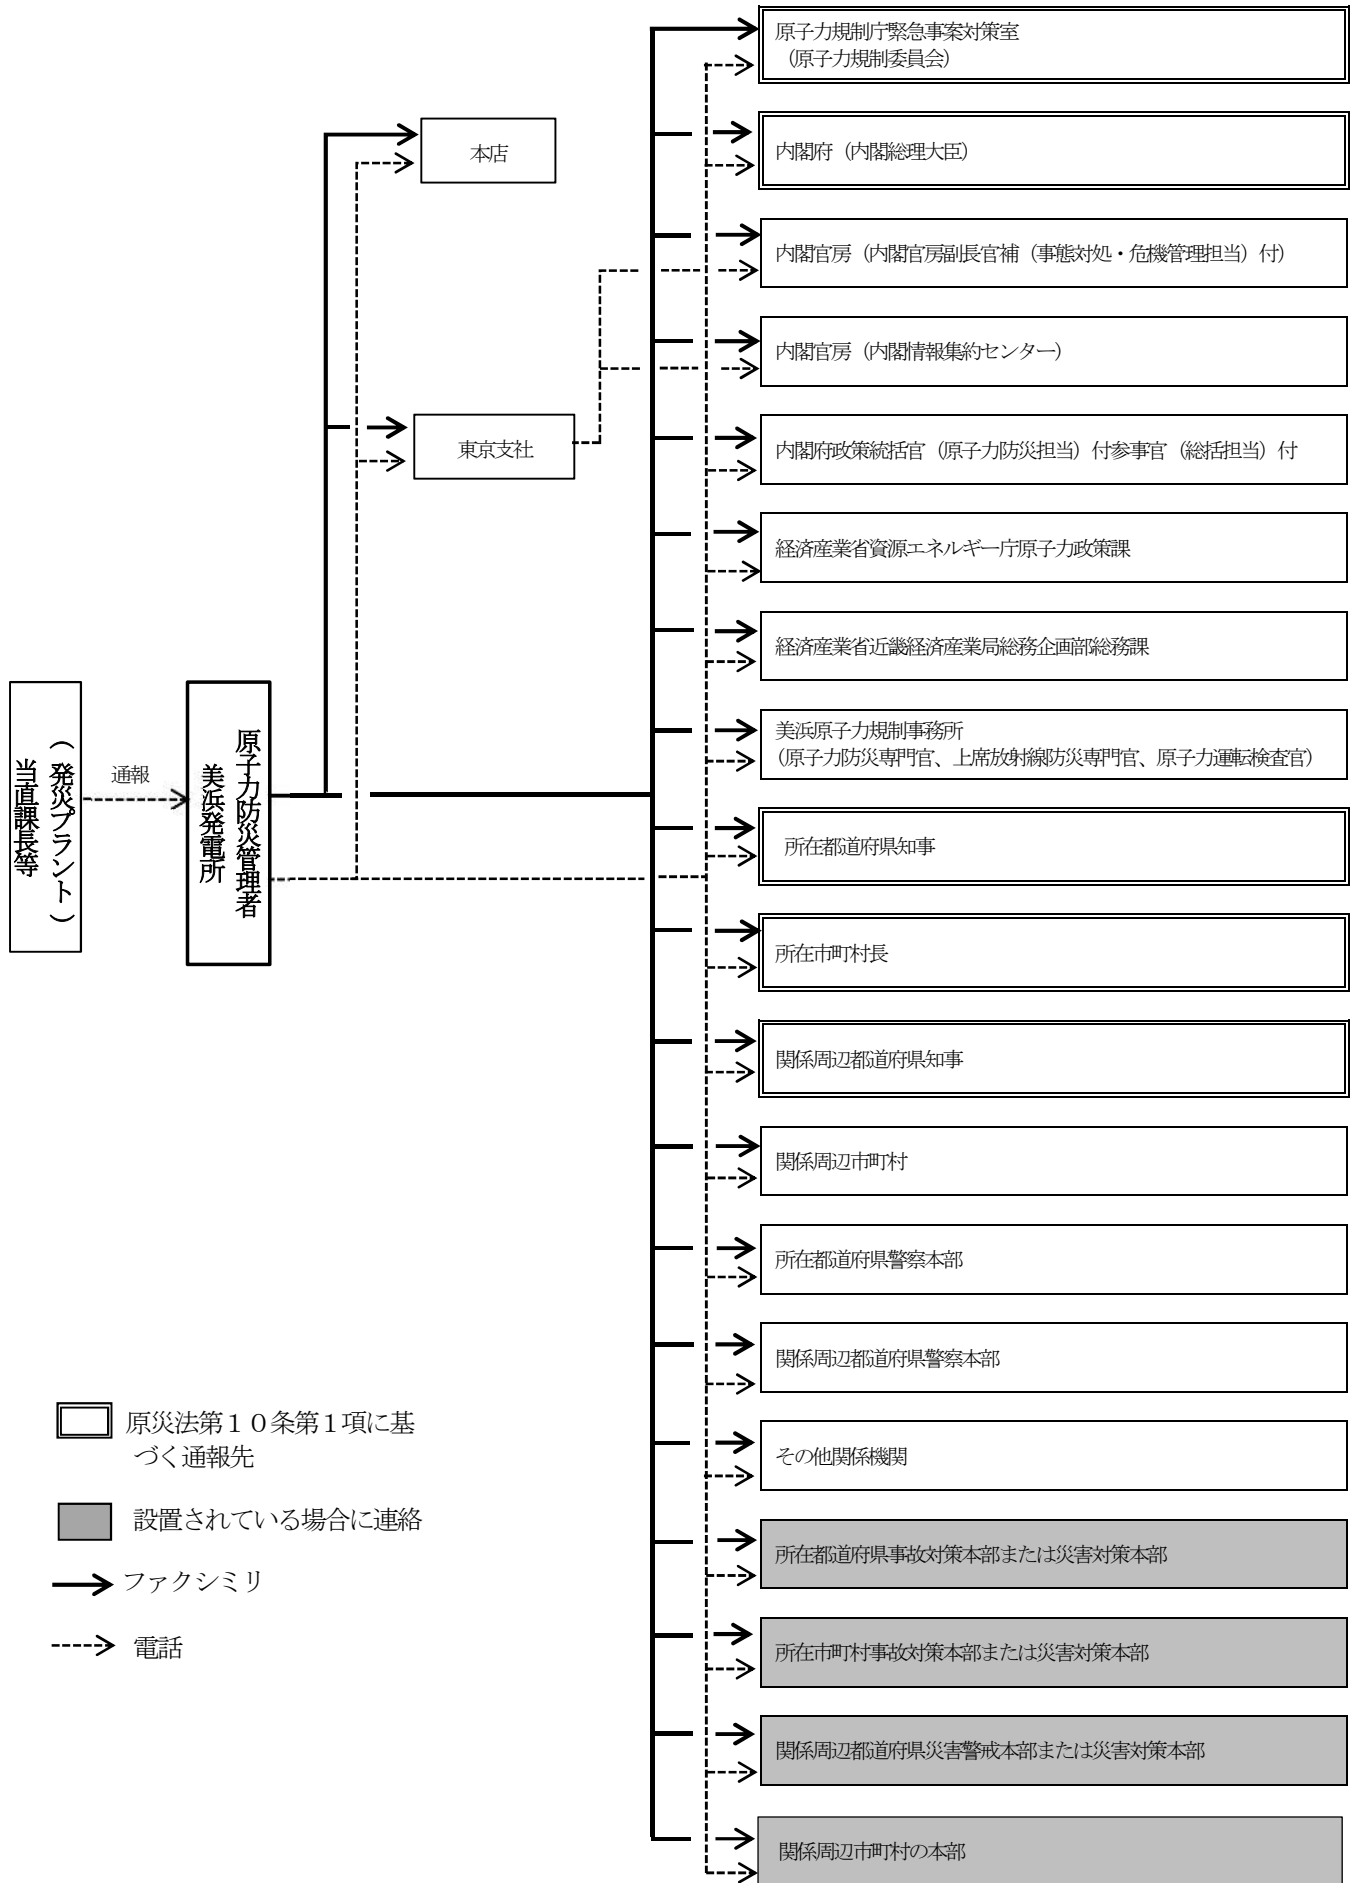 原子力規制庁緊急事案対策室
（原子力規制委員会）
本店
内閣府（内閣総理大臣）
内閣官房（内閣官房副長官補（事態対処・危機管理担当）付）
内閣官房（内閣情報集約センター）
東京支社
内閣府政策統括官（原子力防災担当）付参事官（総括担当）付
経済産業省資源エネルギー庁原子力政策課
経済産業省近畿経済産業局総務企画部総務課
（発災プラント）
当直課長等
通報
原子力防災管理者
美浜発電所
美浜原子力規制事務所
（原子力防災専門官、上席放射線防災専門官、原子力運転検査官）
所在都道府県知事
所在市町村長
関係周辺都道府県知事
関係周辺市町村
所在都道府県警察本部
関係周辺都道府県警察本部
その他関係機関
所在都道府県事故対策本部または災害対策本部
所在市町村事故対策本部または災害対策本部
関係周辺都道府県災害警戒本部または災害対策本部
関係周辺市町村の本部
原災法第１０条第１項に基
づく通報先
設置されている場合に連絡
ファクシミリ
電話